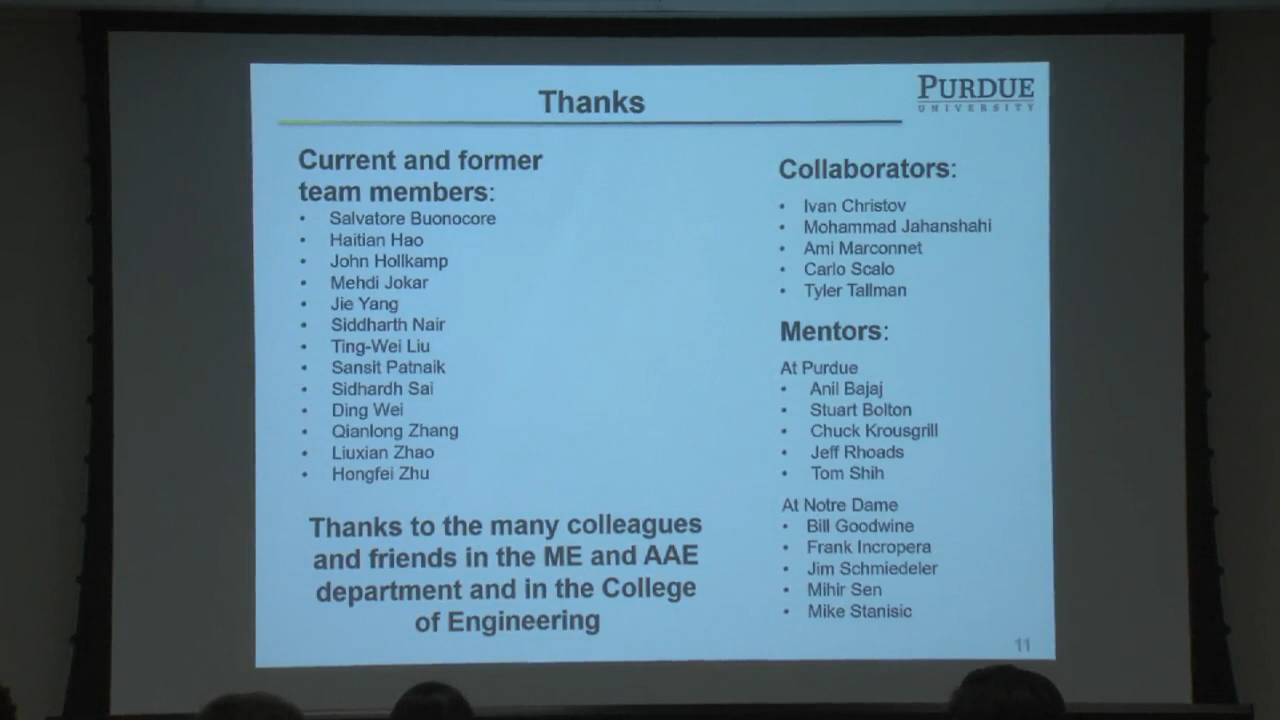 Thanks
PURDUE
UNIVERSITY
Current and former
team members:
• Salvatore Buonocore
• Haitian Hao
• John Hollkamp
• Mehdi Jokar
• Jie Yang
• Siddharth Nair
• Ting-Wei Liu
• Sansit Patnaik
• Sidhardh Sai
• Ding Wei
• Qianlong Zhang
• Liuxian Zhao
• Hongfei Zhu
Thanks to the many colleagues
and friends in the ME and AAE
department and in the College
of Engineering
Collaborators:
• Ivan Christov
• Mohammad Jahanshahi
• Ami Marconnet
• Carlo Scalo
• Tyler Tallman
Mentors:
At Purdue
• Anil Bajaj
• Stuart Bolton
• Chuck Krousgrill
• Jeff Rhoads
• Tom Shih
At Notre Dame
• Bill Goodwine
• Frank Incropera
• Jim Schmiedeler
• Mihir Sen
• Mike Stanisic
11